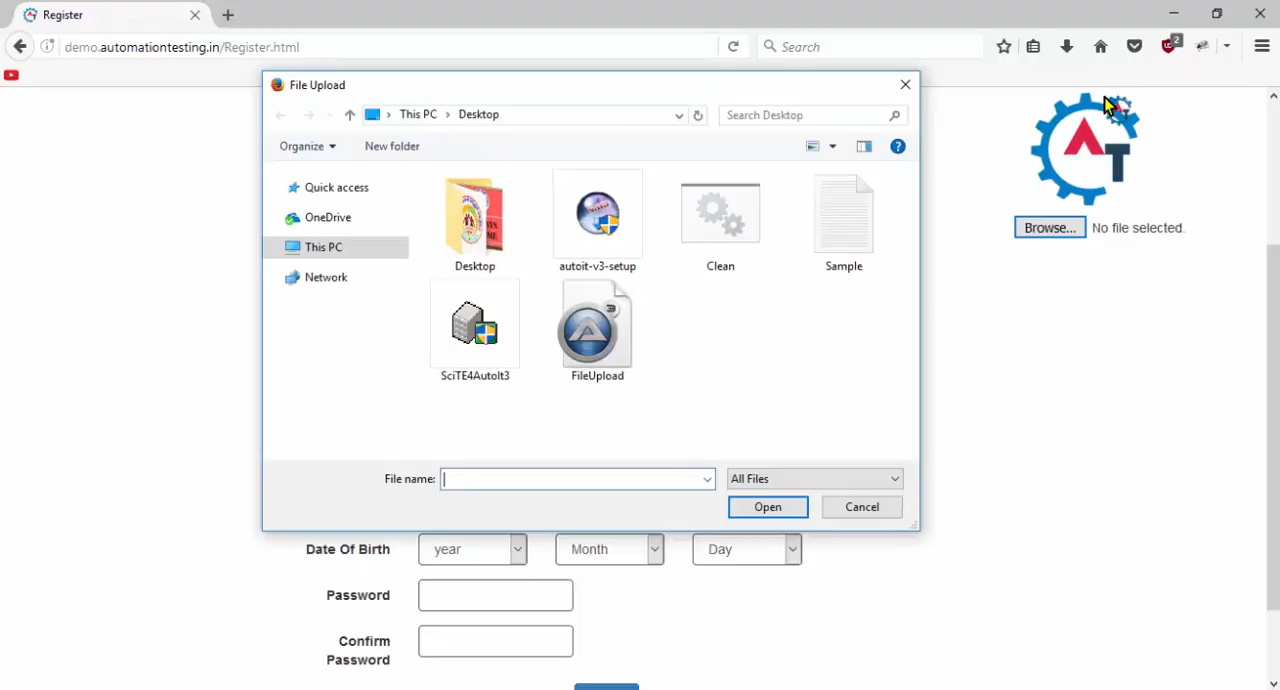 Register
demo.automationtesting.in/Register.html
Search
2
File Upload
This PC
Desktop
Search Desktop
Organize
New folder
Quick access
OneDrive
This PC
Network
Desktop
autoit-v3-setup
Clean
Sample
SciTE4AutoIt3
FileUpload
File name:
All Files
Open
Cancel
AT
Browse...
No file selected.
Date Of Birth
year
Month
Day
Password
Confirm
Password